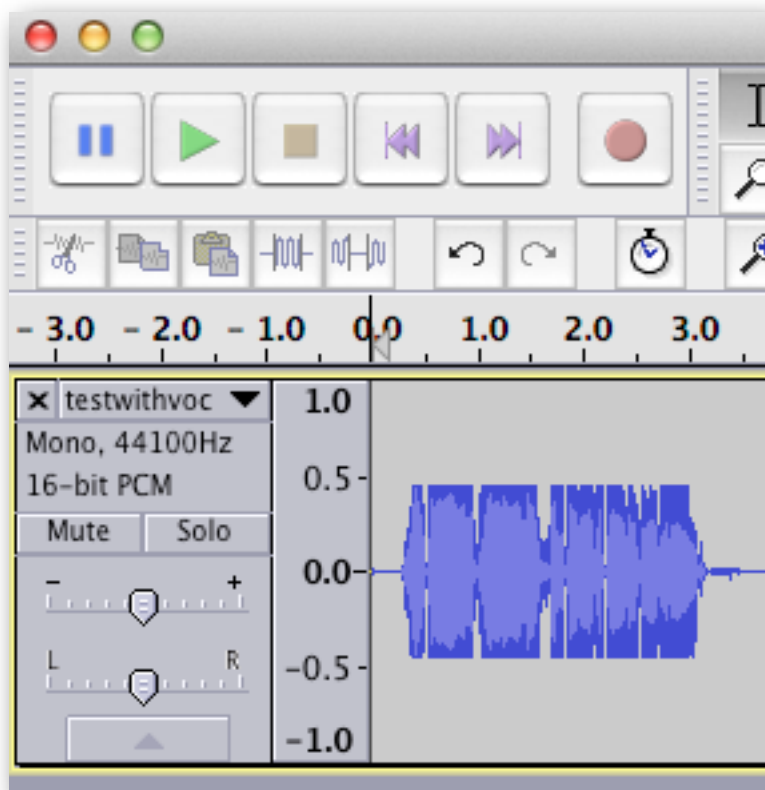 - 3.0 - 2.0 - 1.0 0.0 1.0 2.0 3.0
testwithvoc
1.0
Mono, 44100Hz
16-bit PCM
0.5
Mute Solo
0.0
- +
L R
-0.5
-1.0